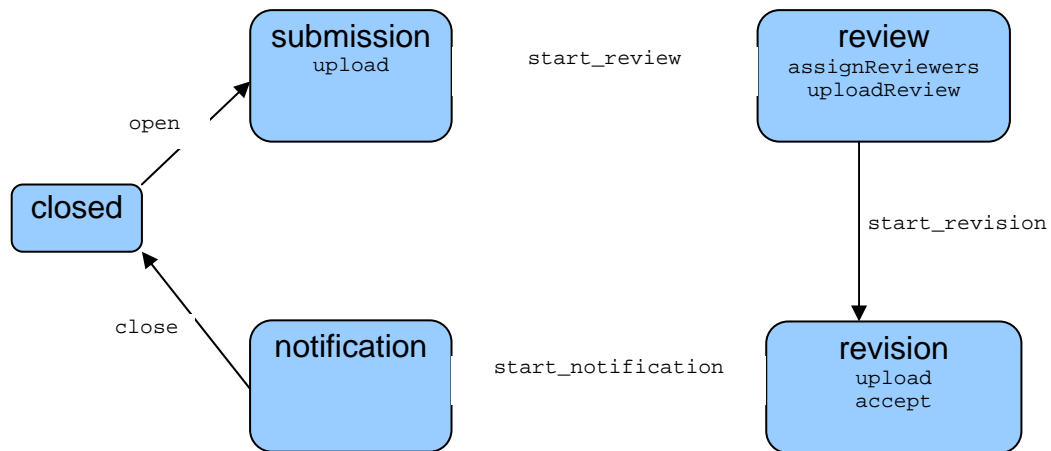 submission
upload
start_review
review
assignReviewers
uploadReview
open
closed
start_revision
close
notification
start_notification
revision
upload
accept